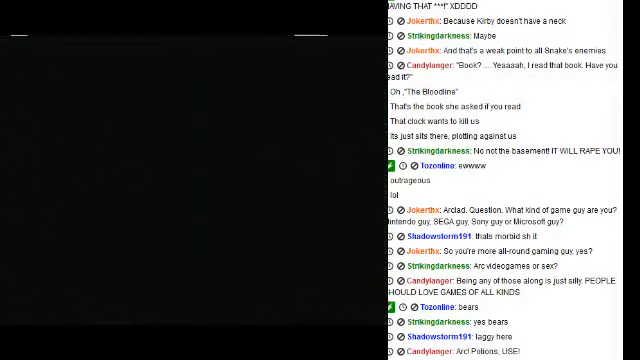 HAVING THAT ***!" XDDDD
Jokerthx: Because Kirby doesn't have a neck
Strikingdarkness: Maybe
Jokerthx: And that's a weak point to all Snake's enemies
Candylanger: "Book? .... Yeaaaah, I read that book. Have you
ead it?"
Oh ,"The Bloodline"
That's the book she asked if you read
That clock wants to kill us
Its just sits there, plotting against us
Strikingdarkness: No not the basement! IT WILL RAPE YOU!
Tozonline: ewwww
outrageous
lol
Jokerthx: Arclad. Question. What kind of game guy are you?
Nintendo guy, SEGA guy, Sony guy or Microsoft guy?
Shadowstorm191: thats morbid sh it
Jokerthx: So you're more all-round gaming guy, yes?
Strikingdarkness: Arc videogames or sex?
Candylanger: Being any of those along is just silly. PEOPLE
SHOULD LOVE GAMES OF ALL KINDS
Tozonline: bears
Strikingdarkness: yes bears
Shadowstorm191: laggy here
Candylanger: Arc! Potions, USE!